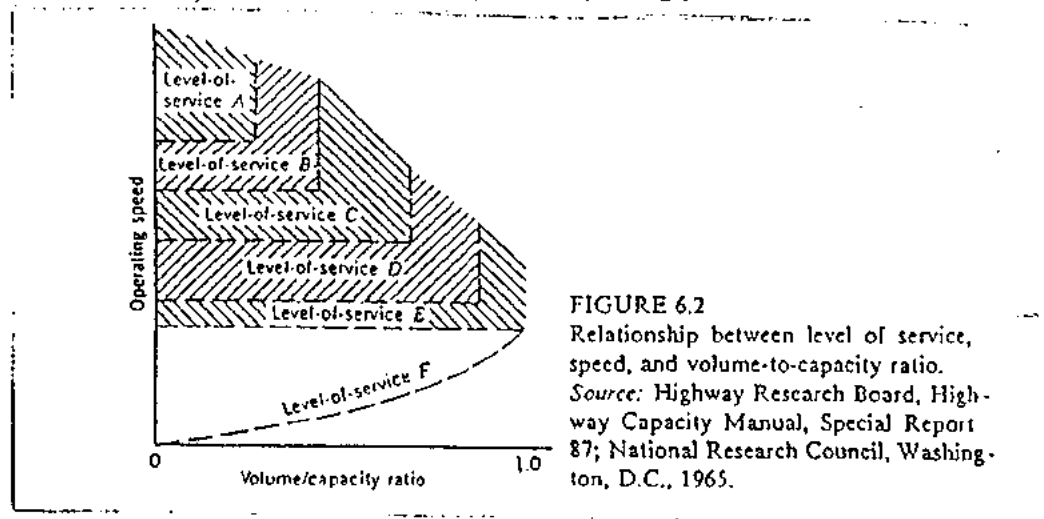 Level-of-
service A
Level-of-service B
Level-of-service C
Level-of-service D
Level-of-service E
Level-of-service F
Operating speed
0
1.0
Volume/capacity ratio
FIGURE 6.2
Relationship between level of service,
speed, and volume-to-capacity ratio.
Source: Highway Research Board, High-
way Capacity Manual, Special Report
87; National Research Council, Washing-
ton, D.C., 1965.